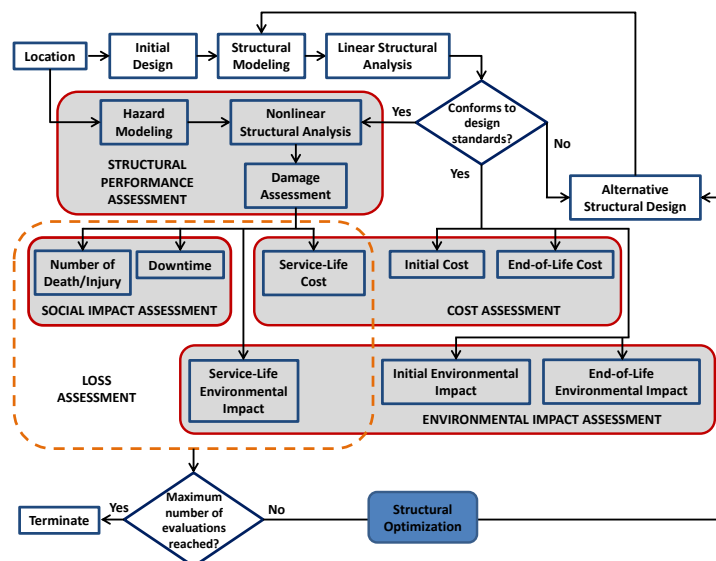 Location
Initial
Design
Structural
Modeling
Linear Structural
Analysis
Hazard
Modeling
Nonlinear
Structural Analysis
Yes
Conforms to
design
standards?
No
Yes
STRUCTURAL
PERFORMANCE
ASSESSMENT
Damage
Assessment
Alternative
Structural Design
Number of
Death/Injury
Downtime
SOCIAL IMPACT ASSESSMENT
Service-Life
Cost
Initial Cost
End-of-Life Cost
COST ASSESSMENT
LOSS
ASSESSMENT
Service-Life
Environmental
Impact
Initial Environmental
Impact
End-of-Life
Environmental Impact
ENVIRONMENTAL IMPACT ASSESSMENT
Terminate
Yes
Maximum
number of
evaluations
reached?
No
Structural
Optimization